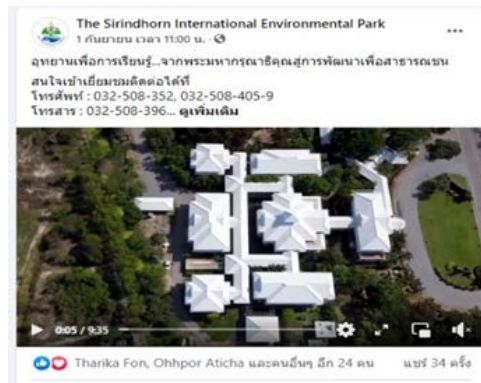 The Sirindhorn International Environmental Park
1 กันยายน เวลา 11:00 น. ·
อุทยานเพื่อการเรียนรู้...จากพระมหากรุณาธิคุณสู่การพัฒนาเพื่อสาธารณชน
สนใจเข้าเยี่ยมชมติดต่อได้ที่
โทรศัพท์ : 032-508-352, 032-508-405-9
โทรสาร : 032-508-396... ดูเพิ่มเติม
0:05 / 9:35
Tharika Fon, Ohhpor Aticha และคนอื่นๆ อีก 24 คน แชร์ 34 ครั้ง